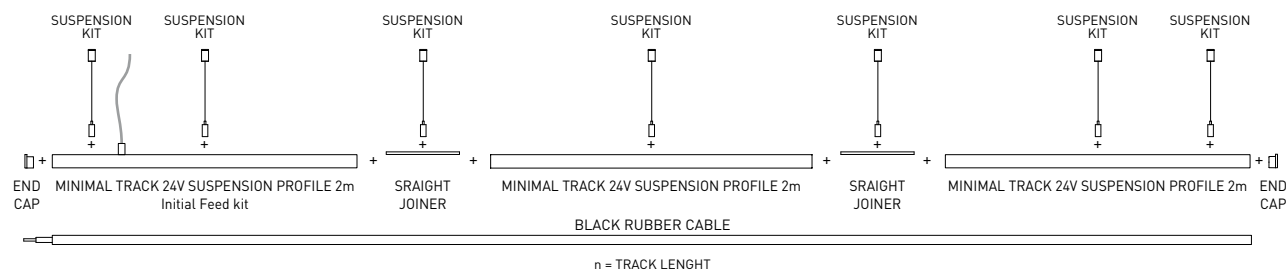 SUSPENSION
KIT
SUSPENSION
KIT
SUSPENSION
KIT
SUSPENSION
KIT
SUSPENSION
KIT
SUSPENSION
KIT
SUSPENSION
KIT
+ + + + + + +
+ + + + + +
END
CAP
MINIMAL TRACK 24V SUSPENSION PROFILE 2m
Initial Feed kit
SRAIGHT
JOINER
MINIMAL TRACK 24V SUSPENSION PROFILE 2m
SRAIGHT
JOINER
MINIMAL TRACK 24V SUSPENSION PROFILE 2m
END
CAP
BLACK RUBBER CABLE
n = TRACK LENGHT